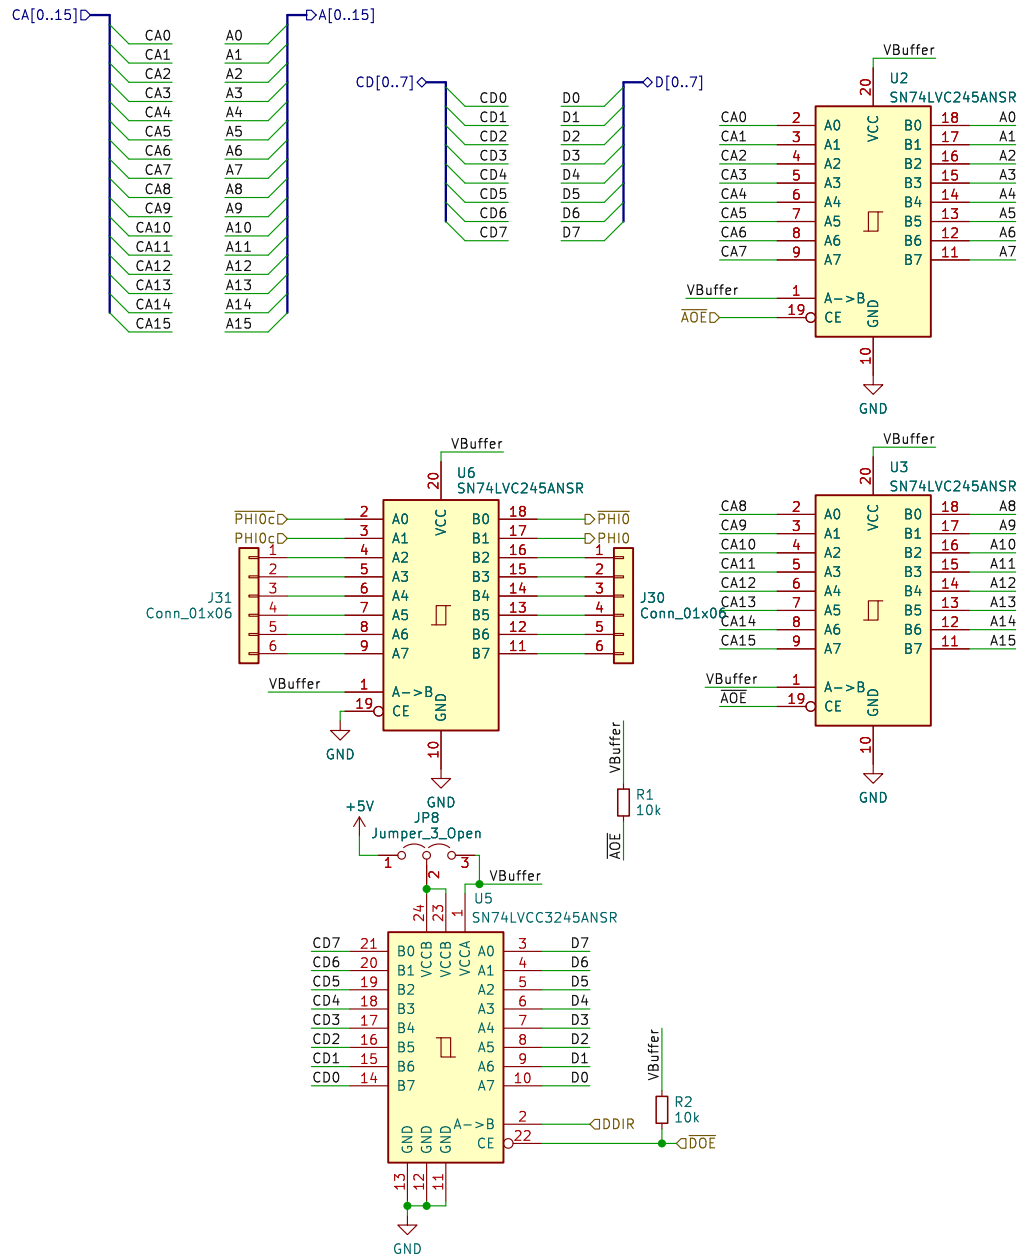 CA[0..15]
CA0
CA1
CA2
CA3
CA4
CA5
CA6
CA7
CA8
CA9
CA10
CA11
CA12
CA13
CA14
CA15
A[0..15]
A0
A1
A2
A3
A4
A5
A6
A7
A8
A9
A10
A11
A12
A13
A14
A15
CD[0..7]
CD0
CD1
CD2
CD3
CD4
CD5
CD6
CD7
D[0..7]
D0
D1
D2
D3
D4
D5
D6
D7
VBuffer
U2
SN74LVC245ANSR
20
VCC
CA0 2 A0 B0 18 A0
CA1 3 A1 B1 17 A1
CA2 4 A2 B2 16 A2
CA3 5 A3 B3 15 A3
CA4 6 A4 B4 14 A4
CA5 7 A5 B5 13 A5
CA6 8 A6 B6 12 A6
CA7 9 A7 B7 11 A7
VBuffer 1 A->B
AOE 19 CE
GND
10
GND
VBuffer
U6
SN74LVC245ANSR
20
VCC
PHI0c 2 A0 B0 18 PHI0
PHI0c 3 A1 B1 17 PHI0
1 4 A2 B2 16 1
2 5 A3 B3 15 2
3 6 A4 B4 14 3
4 7 A5 B5 13 4
5 8 A6 B6 12 5
6 9 A7 B7 11 6
J31
Conn_01x06
J30
Conn_01x06
VBuffer 1 A->B
19 CE
GND
GND
10
GND
VBuffer
U3
SN74LVC245ANSR
20
VCC
CA8 2 A0 B0 18 A8
CA9 3 A1 B1 17 A9
CA10 4 A2 B2 16 A10
CA11 5 A3 B3 15 A11
CA12 6 A4 B4 14 A12
CA13 7 A5 B5 13 A13
CA14 8 A6 B6 12 A14
CA15 9 A7 B7 11 A15
VBuffer 1 A->B
AOE 19 CE
GND
10
GND
VBuffer
R1
10k
AOE
+5V
JP8
Jumper_3_Open
1
2
3
VBuffer
U5
SN74LVCC3245ANSR
24
23
1
VCCB
VCCB
VCCA
CD7 21 B0 A0 3 D7
CD6 20 B1 A1 4 D6
CD5 19 B2 A2 5 D5
CD4 18 B3 A3 6 D4
CD3 17 B4 A4 7 D3
CD2 16 B5 A5 8 D2
CD1 15 B6 A6 9 D1
CD0 14 B7 A7 10 D0
A->B 2 DDIR
CE 22 DOE
GND
GND
GND
13
12
11
GND
VBuffer
R2
10k